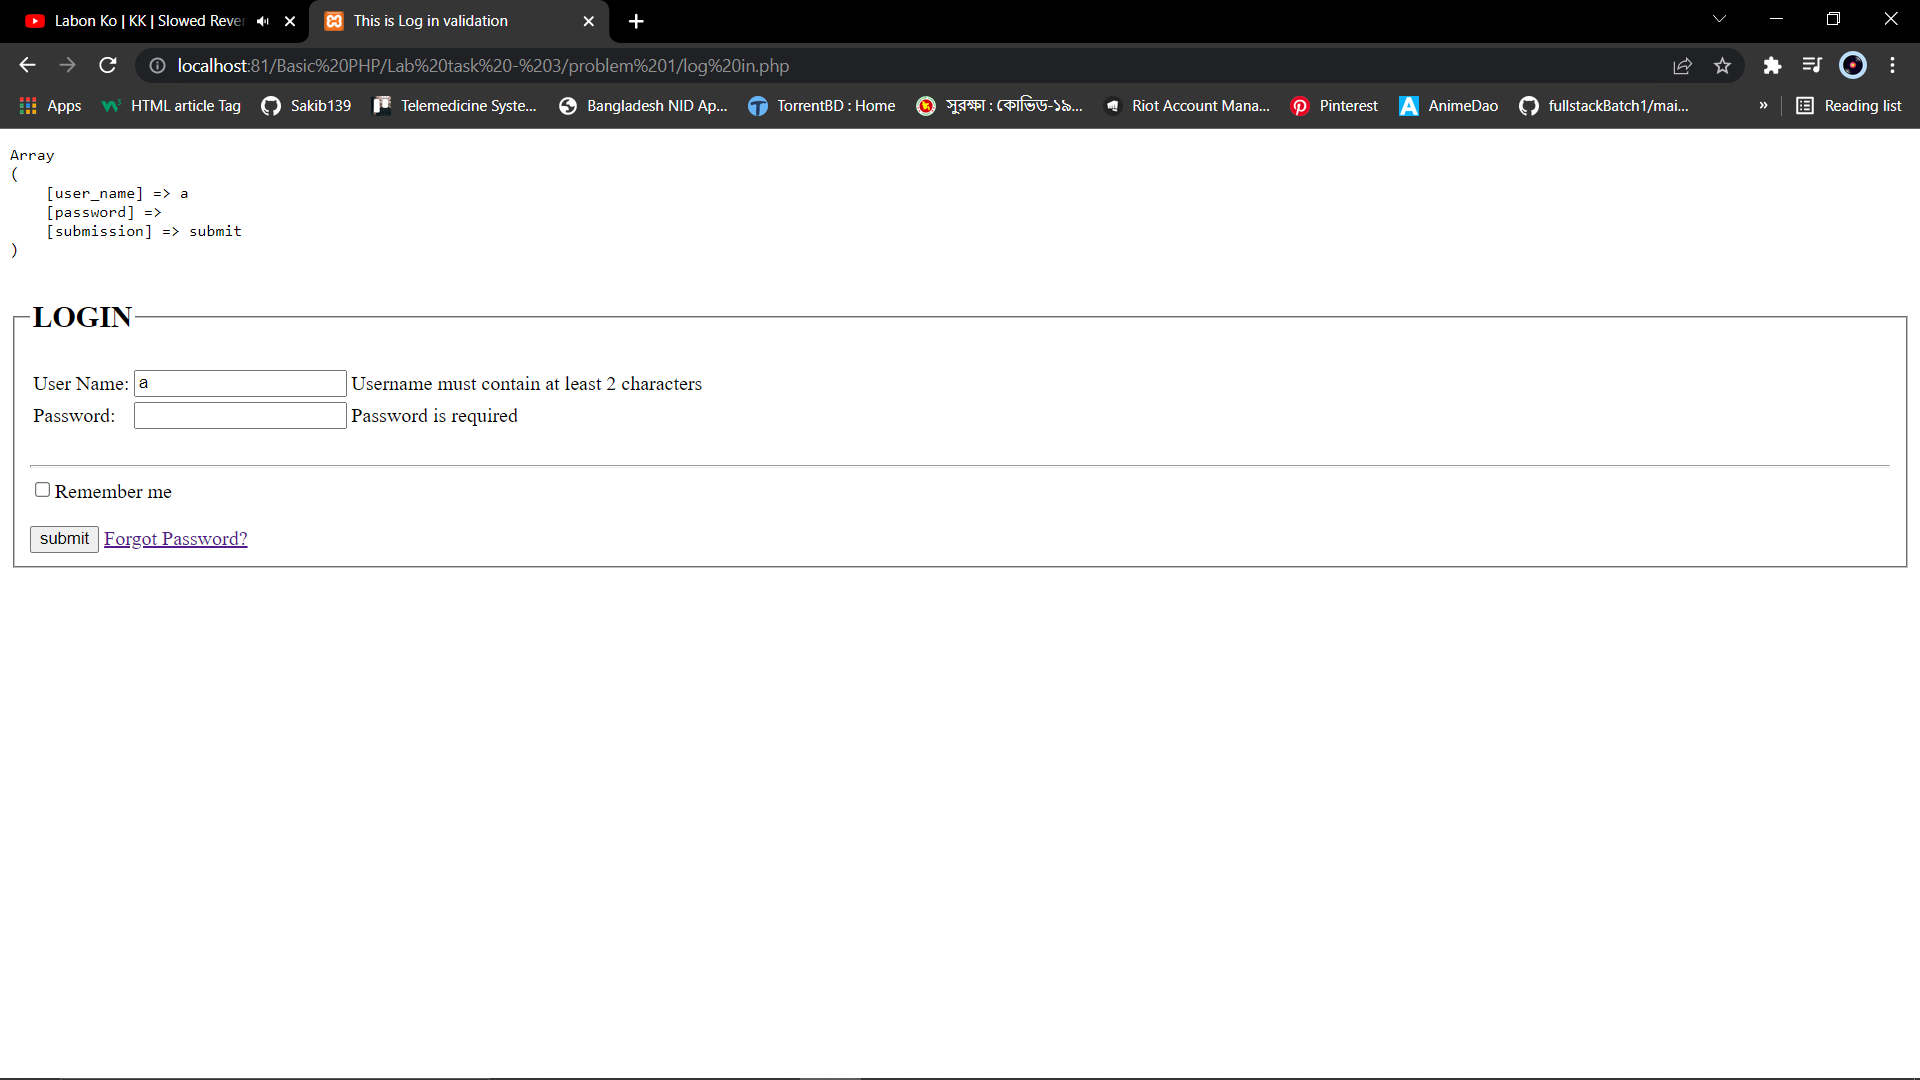 Labon Ko | KK | Slowed Rever
This is Log in validation
localhost:81/Basic%20PHP/Lab%20task%20-%203/problem%201/log%20in.php
Apps HTML article Tag Sakib139 Telemedicine Syste... Bangladesh NID Ap... TorrentBD : Home সুরক্ষা : কোভিড-১৯... Riot Account Mana... Pinterest AnimeDao fullstackBatch1/mai... » Reading list
Array
(
[user_name] => a
[password] =>
[submission] => submit
)
LOGIN
User Name: a Username must contain at least 2 characters
Password: Password is required
Remember me
submit Forgot Password?